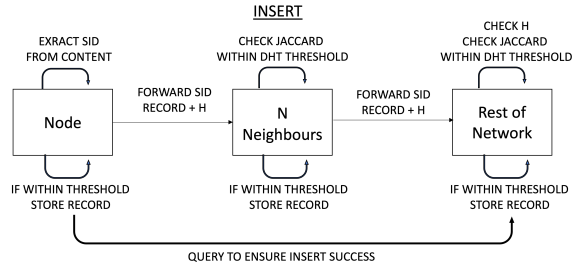 INSERT
EXRACT SID
FROM CONTENT
CHECK JACCARD
WITHIN DHT THRESHOLD
CHECK H
CHECK JACCARD
WITHIN DHT THRESHOLD
Node
FORWARD SID
RECORD + H
N
Neighbours
FORWARD SID
RECORD + H
Rest of
Network
IF WITHIN THRESHOLD
STORE RECORD
IF WITHIN THRESHOLD
STORE RECORD
IF WITHIN THRESHOLD
STORE RECORD
QUERY TO ENSURE INSERT SUCCESS